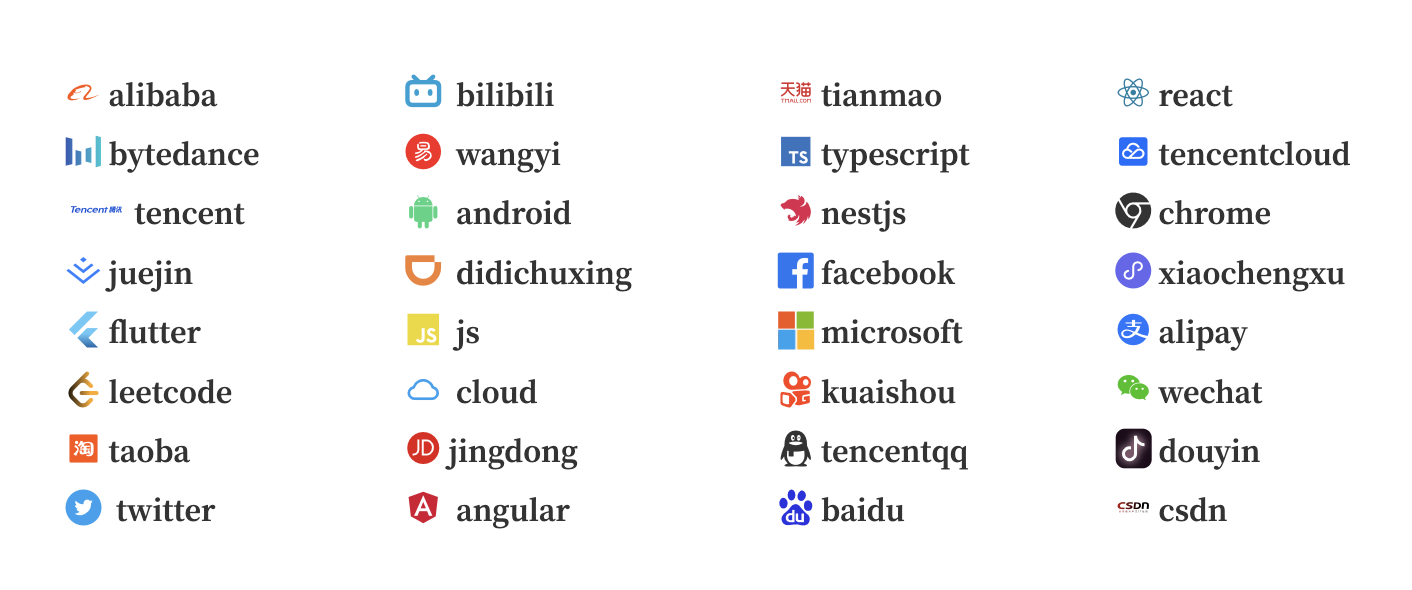 alibaba bilibili 天猫 TMALL.COM tianmao react
bytedance 易 wangyi TS typescript tencentcloud
Tencent 腾讯 tencent android nestjs chrome
juejin didichuxing facebook xiaochengxu
flutter JS js microsoft 支 alipay
leetcode cloud kuaishou wechat
淘 taoba JD jingdong tencentqq douyin
twitter angular du baidu CSDN csdn